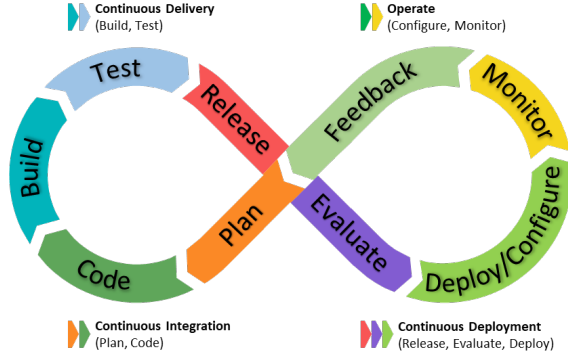 Continuous Delivery
(Build, Test)
Operate
(Configure, Monitor)
Test
Release
Feedback
Monitor
Build
Code
Plan
Evaluate
Deploy/Configure
Continuous Integration
(Plan, Code)
Continuous Deployment
(Release, Evaluate, Deploy)